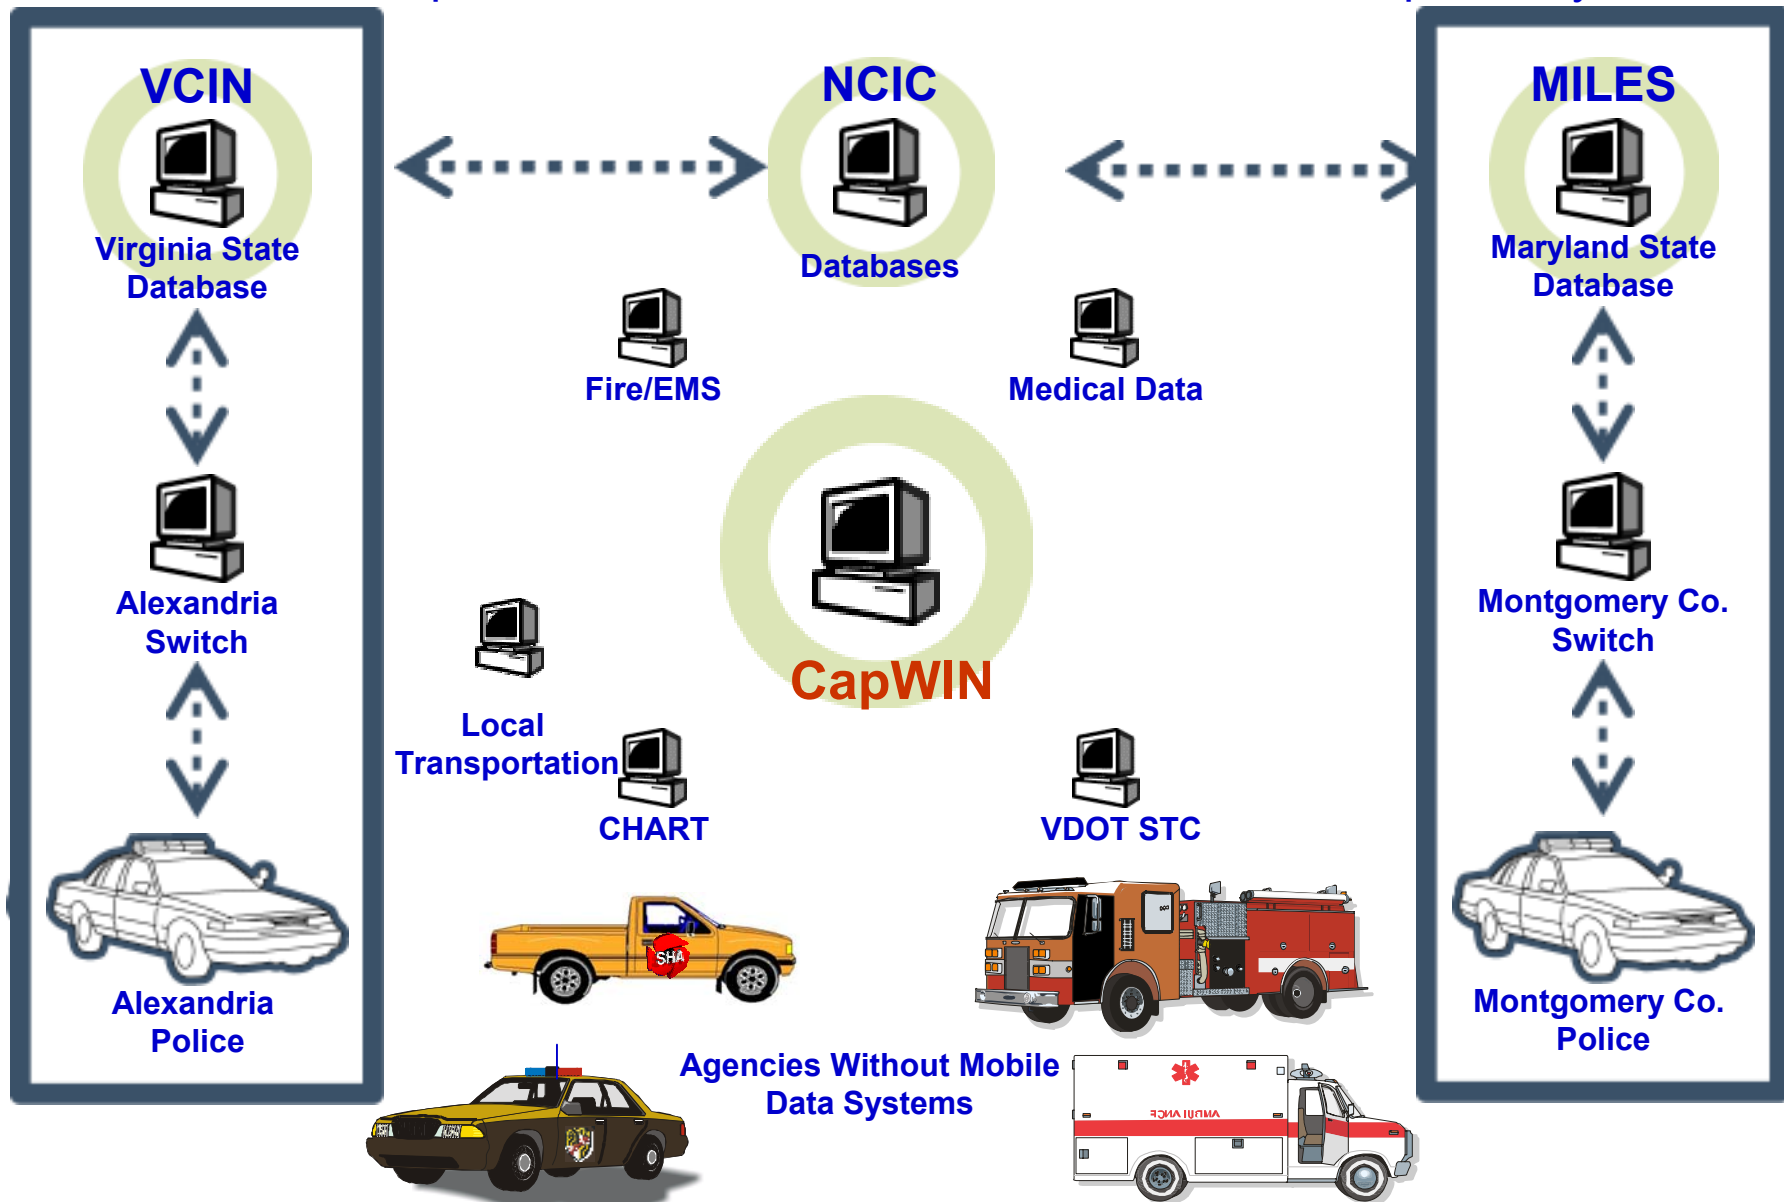 VCIN
NCIC
MILES
Virginia State
Database
Databases
Maryland State
Database
Fire/EMS
Medical Data
Alexandria
Switch
Montgomery Co.
Switch
CapWIN
Local
Transportation
CHART
VDOT STC
SHA
Alexandria
Police
Montgomery Co.
Police
Agencies Without Mobile
Data Systems
AMBULANCE